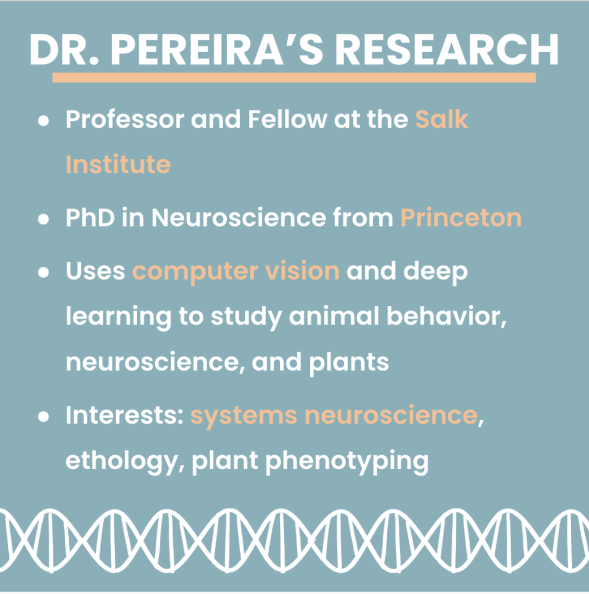 DR. PEREIRA'S RESEARCH
• Professor and Fellow at the Salk
Institute
• PhD in Neuroscience from Princeton
• Uses computer vision and deep
learning to study animal behavior,
neuroscience, and plants
• Interests: systems neuroscience,
ethology, plant phenotyping